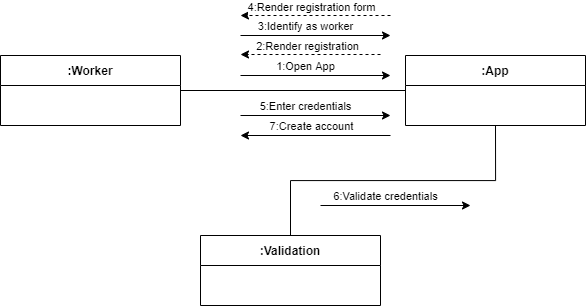 4:Render registration form
3:Identify as worker
2:Render registration
1:Open App
:Worker
:App
5:Enter credentials
7:Create account
6:Validate credentials
:Validation